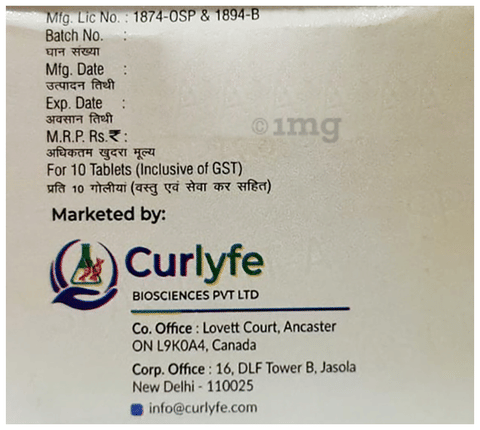 Mfg. Lic No. : 1874-OSP & 1894-B
Batch No. :
घान संख्या
Mfg. Date :
उत्पादन तिथी
Exp. Date :
अवसान तिथी
M.R.P. Rs.₹ :
अधिकतम खुदरा मूल्य
For 10 Tablets (Inclusive of GST)
प्रति 10 गोलीयां (वस्तु एवं सेवा कर सहित)
©1mg
Marketed by:
Curlyfe
BIOSCIENCES PVT LTD
Co. Office : Lovett Court, Ancaster
ON L9K0A4, Canada
Corp. Office : 16, DLF Tower B, Jasola
New Delhi - 110025
info@curlyfe.com